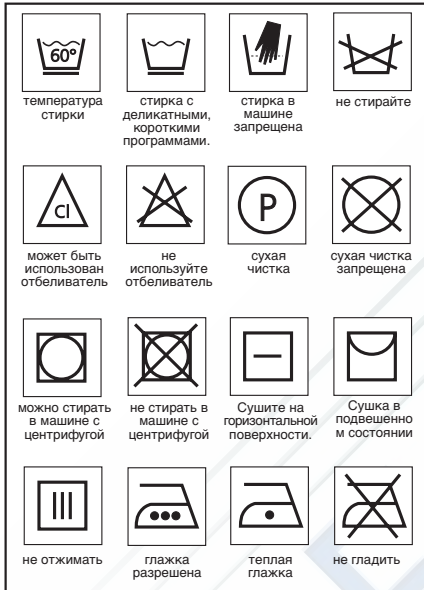 60°
температура
стирки
стирка с
деликатными,
короткими
программами.
стирка в
машине
запрещена
не стирайте
Cl
может быть
использован
отбеливатель
не
используйте
отбеливатель
P
сухая
чистка
сухая чистка
запрещена
можно стирать
в машине с
центрифугой
не стирать в
машине с
центрифугой
Сушите на
горизонтальной
поверхности.
Сушка в
подвешенно
м состоянии
не отжимать
глажка
разрешена
теплая
глажка
не гладить